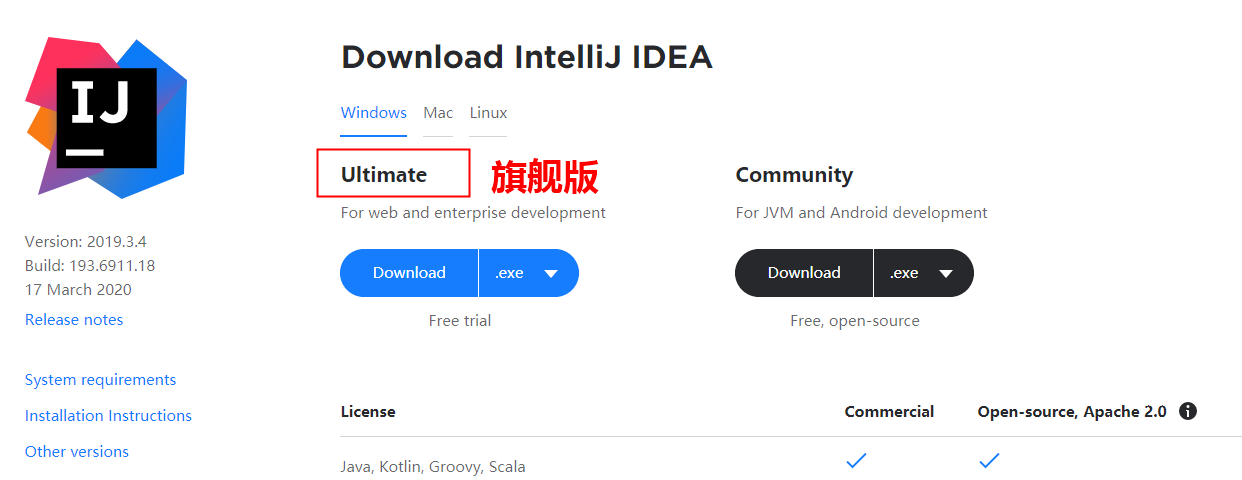 IJ
Download IntelliJ IDEA
Windows Mac Linux
Ultimate 旗舰版 Community
For web and enterprise development For JVM and Android development
Version: 2019.3.4
Build: 193.6911.18
17 March 2020
Release notes
Download .exe Download .exe
Free trial Free, open-source
System requirements
Installation Instructions
Other versions
License Commercial Open-source, Apache 2.0
Java, Kotlin, Groovy, Scala